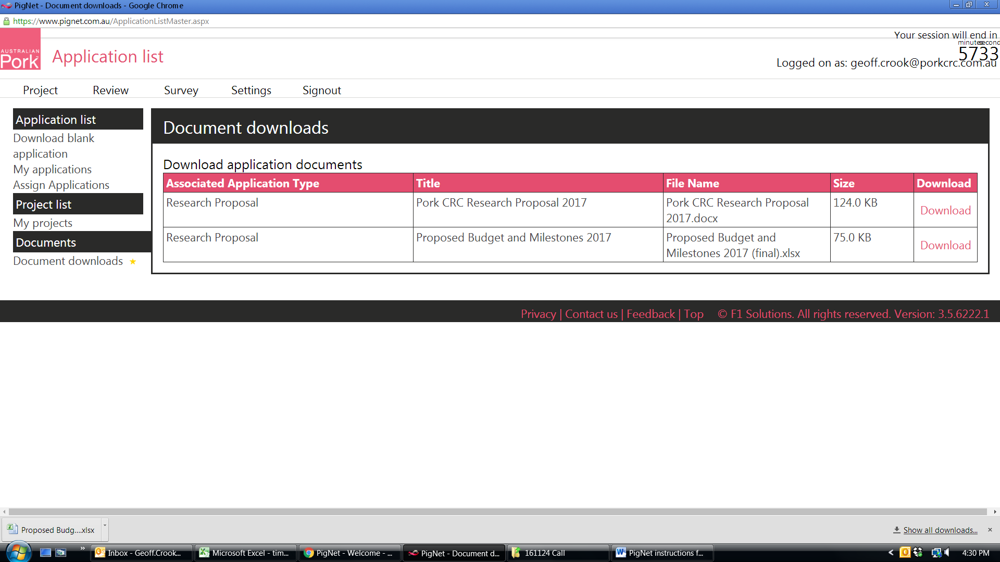 PigNet - Document downloads - Google Chrome
https://www.pignet.com.au/ApplicationListMaster.aspx
Your session will end in
minutes seconds
57 33
AUSTRALIAN
Pork
Application list
Logged on as: geoff.crook@porkcrc.com.au
Project Review Survey Settings Signout
Application list
Download blank
application
My applications
Assign Applications
Project list
My projects
Documents
Document downloads
Document downloads
Download application documents
Associated Application Type Title File Name Size Download
Research Proposal Pork CRC Research Proposal 2017 Pork CRC Research Proposal 124.0 KB Download
2017.docx
Research Proposal Proposed Budget and Milestones 2017 Proposed Budget and 75.0 KB Download
Milestones 2017 (final).xlsx
Privacy | Contact us | Feedback | Top © F1 Solutions. All rights reserved. Version: 3.5.6222.1
Proposed Budg....xlsx
Show all downloads...
Inbox - Geoff.Crook... Microsoft Excel - tim... PigNet - Welcome - ... PigNet - Document d... 161124 Call PigNet instructions f... 4:30 PM